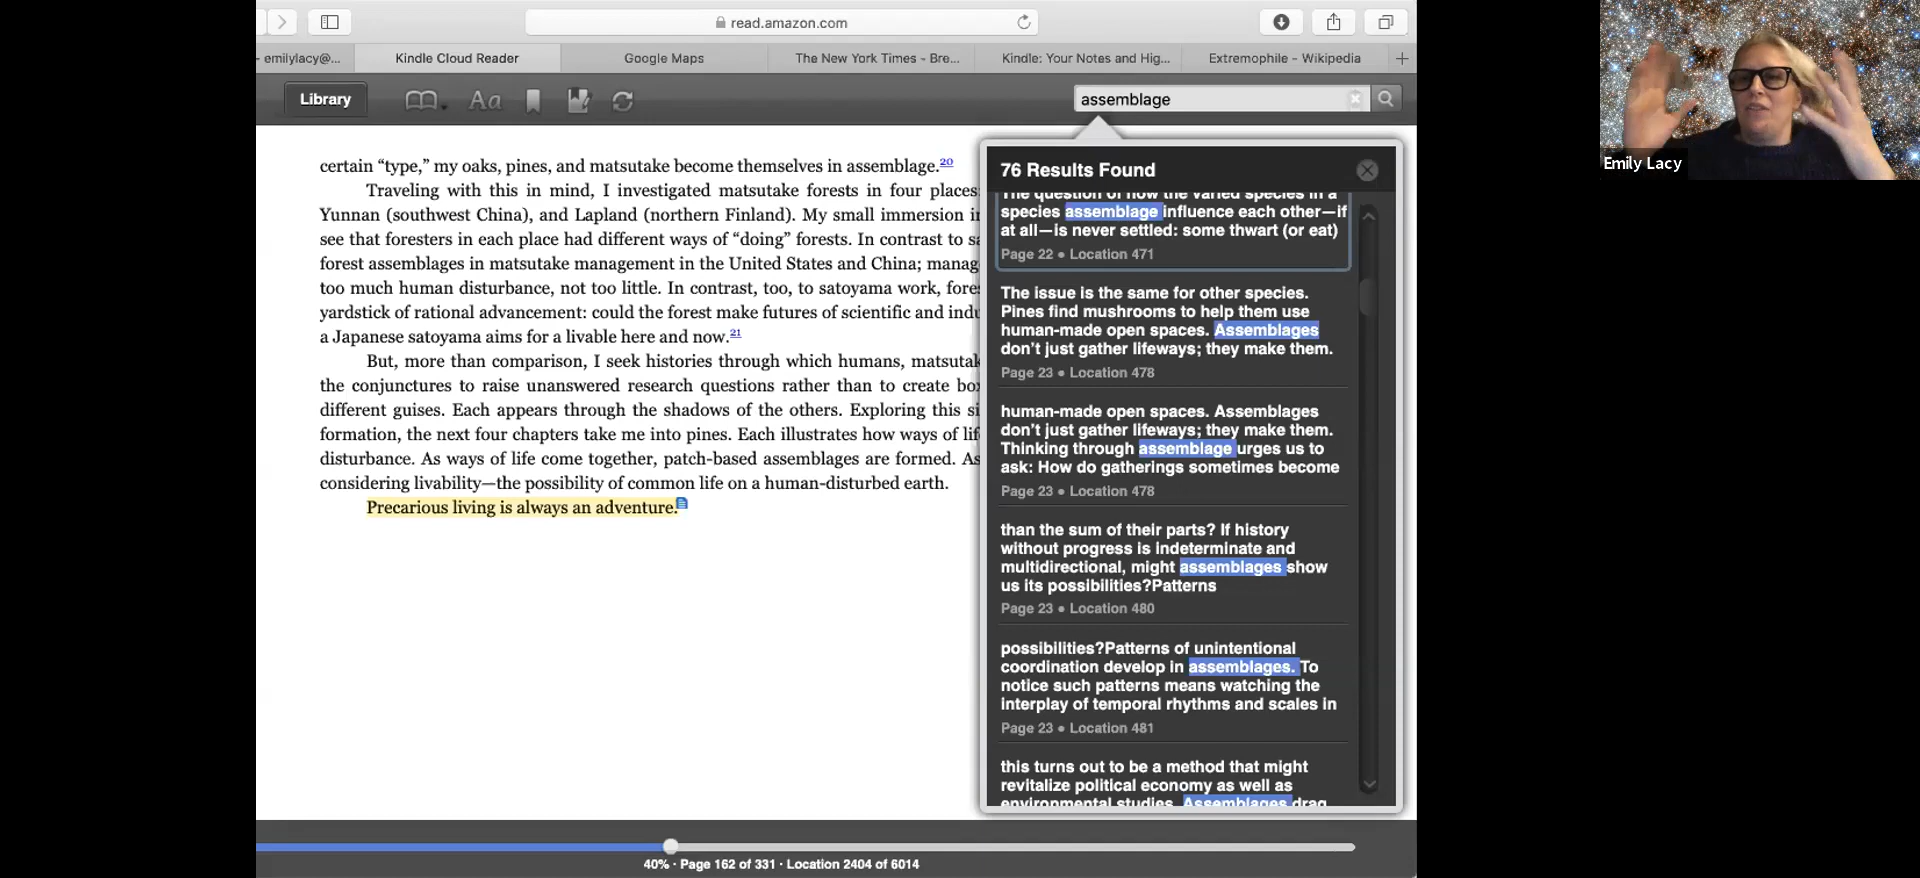 read.amazon.com
- emilylacy@...
Kindle Cloud Reader
Google Maps
The New York Times - Bre...
Kindle: Your Notes and Hig...
Extremophile - Wikipedia
Library
Aa
assemblage
certain “type,” my oaks, pines, and matsutake become themselves in assemblage.20
Traveling with this in mind, I investigated matsutake forests in four places:
Yunnan (southwest China), and Lapland (northern Finland). My small immersion in
see that foresters in each place had different ways of “doing” forests. In contrast to
forest assemblages in matsutake management in the United States and China; manag
too much human disturbance, not too little. In contrast, too, to satoyama work, fore
yardstick of rational advancement: could the forest make futures of scientific and indu
a Japanese satoyama aims for a livable here and now.21
But, more than comparison, I seek histories through which humans, matsutak
the conjunctures to raise unanswered research questions rather than to create box
different guises. Each appears through the shadows of the others. Exploring this si
formation, the next four chapters take me into pines. Each illustrates how ways of lif
disturbance. As ways of life come together, patch-based assemblages are formed. As
considering livability—the possibility of common life on a human-disturbed earth.
Precarious living is always an adventure.
76 Results Found
The question of how the varied species in a
species assemblage influence each other—if
at all—is never settled: some thwart (or eat)
Page 22 • Location 471
The issue is the same for other species.
Pines find mushrooms to help them use
human-made open spaces. Assemblages
don’t just gather lifeways; they make them.
Page 23 • Location 478
human-made open spaces. Assemblages
don’t just gather lifeways; they make them.
Thinking through assemblage urges us to
ask: How do gatherings sometimes become
Page 23 • Location 478
than the sum of their parts? If history
without progress is indeterminate and
multidirectional, might assemblages show
us its possibilities?Patterns
Page 23 • Location 480
possibilities?Patterns of unintentional
coordination develop in assemblages. To
notice such patterns means watching the
interplay of temporal rhythms and scales in
Page 23 • Location 481
this turns out to be a method that might
revitalize political economy as well as
environmental studies. Assemblages drag
40% · Page 162 of 331 · Location 2404 of 6014
Emily Lacy